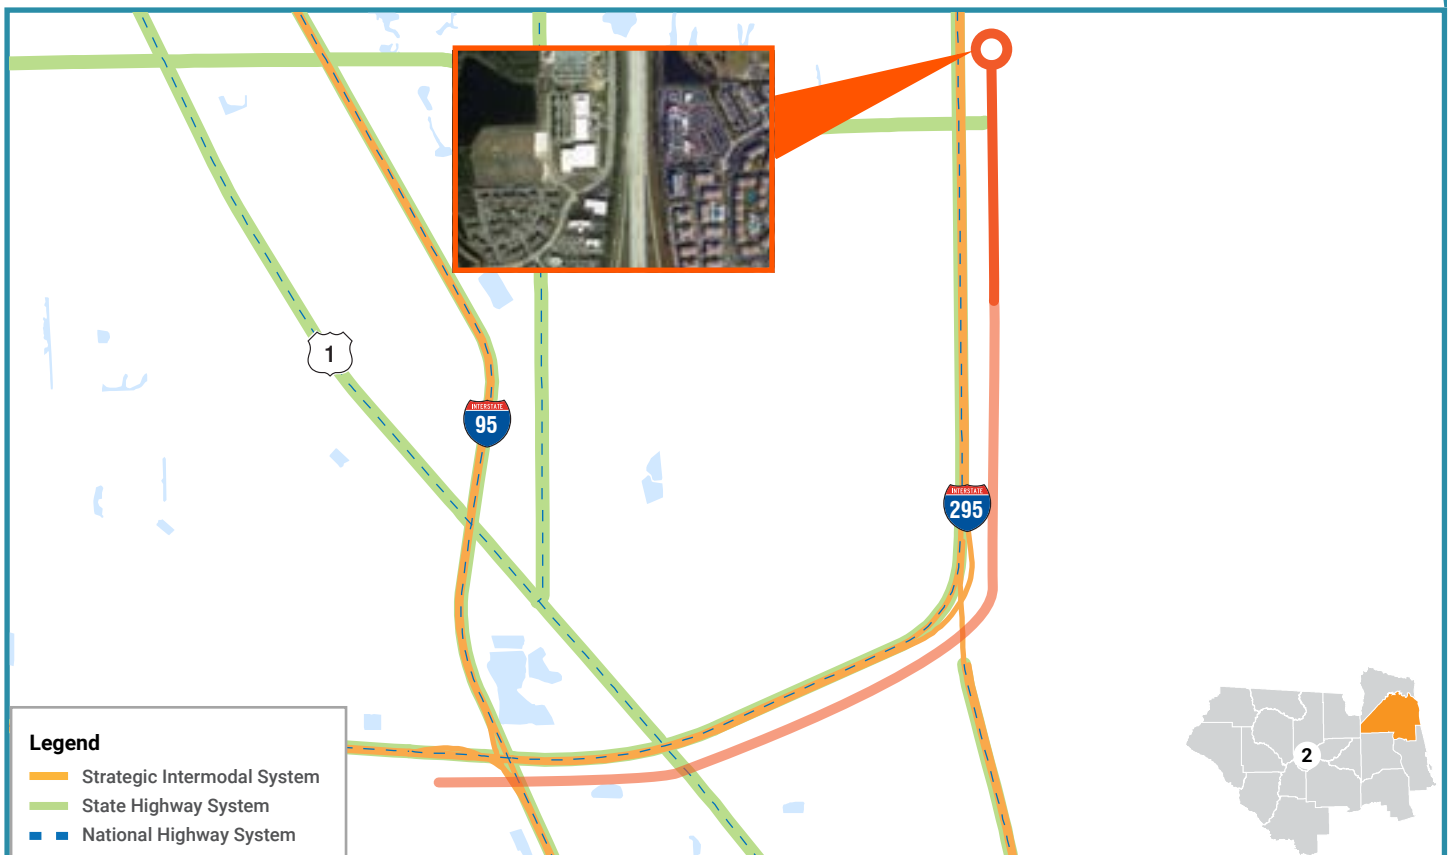 1
INTERSTATE
95
INTERSTATE
295
Legend
Strategic Intermodal System
State Highway System
National Highway System
2